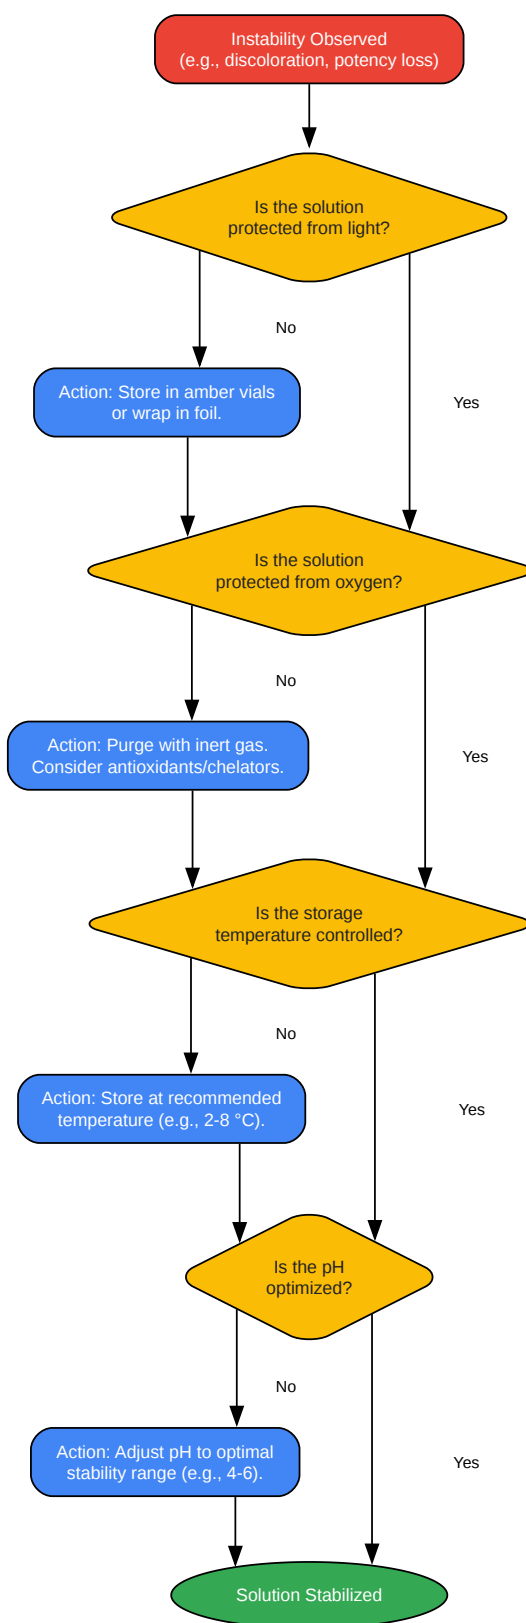 Instability Observed
(e.g., discoloration, potency loss)
Is the solution
protected from light?
No
Action: Store in amber vials
or wrap in foil.
Yes
Is the solution
protected from oxygen?
No
Action: Purge with inert gas.
Consider antioxidants/chelators.
Yes
Is the storage
temperature controlled?
No
Action: Store at recommended
temperature (e.g., 2-8 °C).
Yes
Is the pH
optimized?
No
Action: Adjust pH to optimal
stability range (e.g., 4-6).
Yes
Solution Stabilized